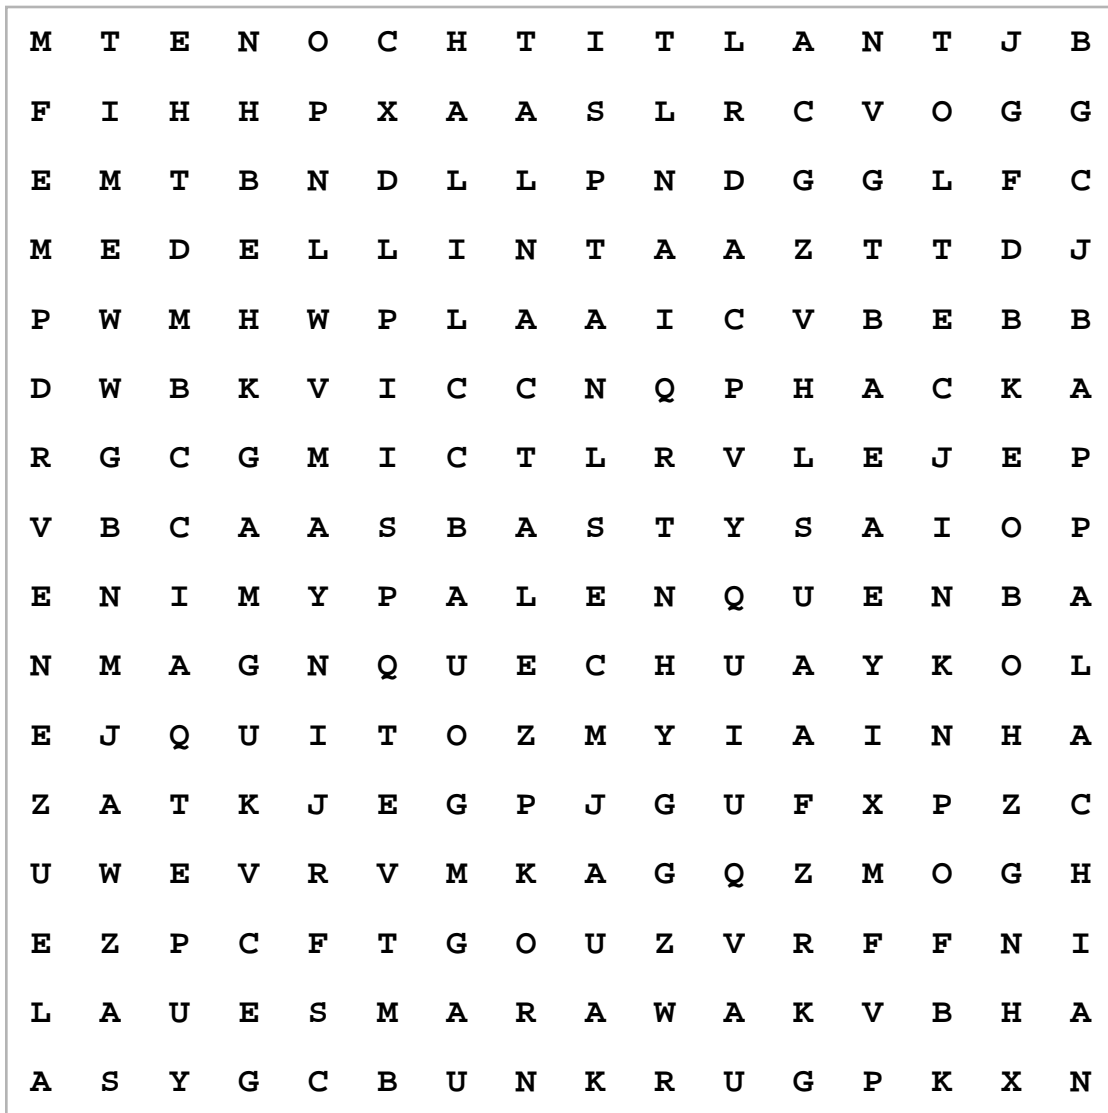 M T E N O C H T I T L A N T J B
F I H H P X A A S L R C V O G G
E M T B N D L L P N D G G L F C
M E D E L L I N T A A Z T T D J
P W M H W P L A A I C V B E B B
D W B K V I C C N Q P H A C K A
R G C G M I C T L R V L E J E P
V B C A A S B A S T Y S A I O P
E N I M Y P A L E N Q U E N B A
N M A G N Q U E C H U A Y K O L
E J Q U I T O Z M Y I A I N H A
Z A T K J E G P J G U F X P Z C
U W E V R V M K A G Q Z M O G H
E Z P C F T G O U Z V R F F N I
L A U E S M A R A W A K V B H A
A S Y G C B U N K R U G P K X N